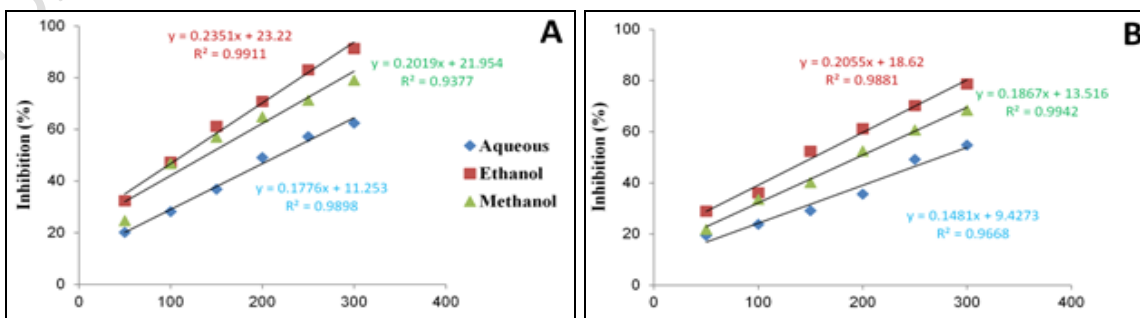 A
y = 0.2351x + 23.22
R² = 0.9911
y = 0.2019x + 21.954
R² = 0.9377
y = 0.1776x + 11.253
R² = 0.9898
Inhibition (%)
100
80
60
40
20
0
0 100 200 300 400
Aqueous
Ethanol
Methanol
B
y = 0.2055x + 18.62
R² = 0.9881
y = 0.1867x + 13.516
R² = 0.9942
y = 0.1481x + 9.4273
R² = 0.9668
Inhibition (%)
100
80
60
40
20
0
0 100 200 300 400